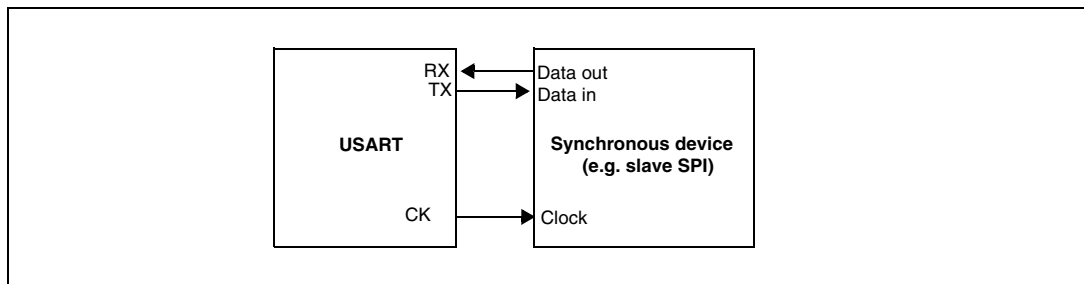 RX
TX
Data out
Data in
USART
Synchronous device
(e.g. slave SPI)
CK
Clock